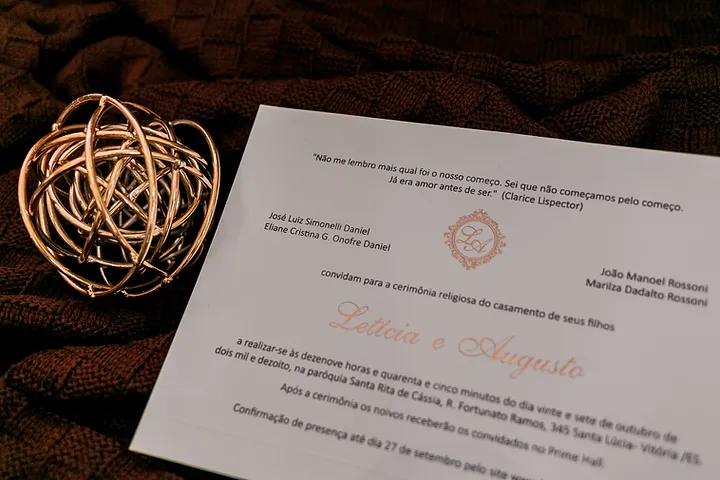 "Não me lembro mais qual foi o nosso começo. Sei que não começamos pelo começo.
Já era amor antes de ser." (Clarice Lispector)
José Luiz Simonelli Daniel
Eliane Cristina G. Onofre Daniel
LA
João Manoel Rossoni
Marilza Dadalto Rossoni
convidam para a cerimônia religiosa do casamento de seus filhos
Letícia e Augusto
a realizar-se às dezenove horas e quarenta e cinco minutos do dia vinte e sete de outubro de
dois mil e dezoito, na paróquia Santa Rita de Cássia, R. Fortunato Ramos, 345 Santa Lúcia- Vitória /ES.
Após a cerimônia os noivos receberão os convidados no Prime Hall.
Confirmação de presença até dia 27 de setembro pelo site